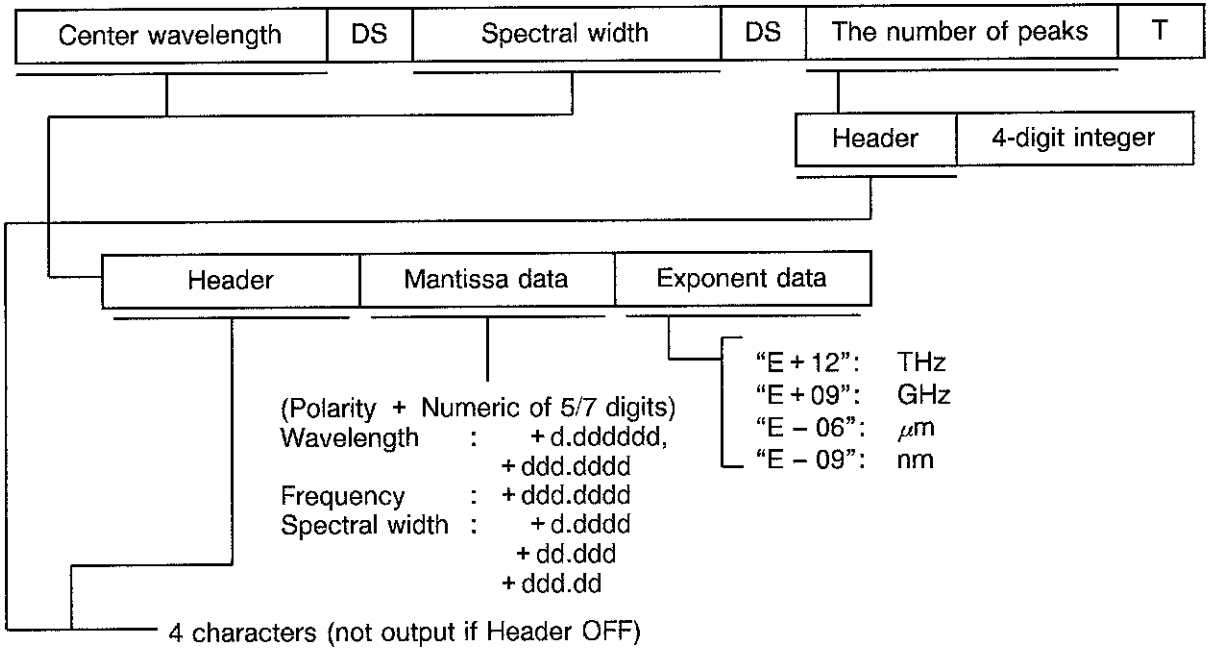 Center wavelength DS Spectral width DS The number of peaks T
Header 4-digit integer
Header Mantissa data Exponent data
"E + 12": THz
"E + 09": GHz
"E – 06": μm
"E – 09": nm
(Polarity + Numeric of 5/7 digits)
Wavelength : + d.dddddd,
+ ddd.dddd
Frequency : + ddd.dddd
Spectral width : + d.dddd
+ dd.ddd
+ ddd.dd
4 characters (not output if Header OFF)